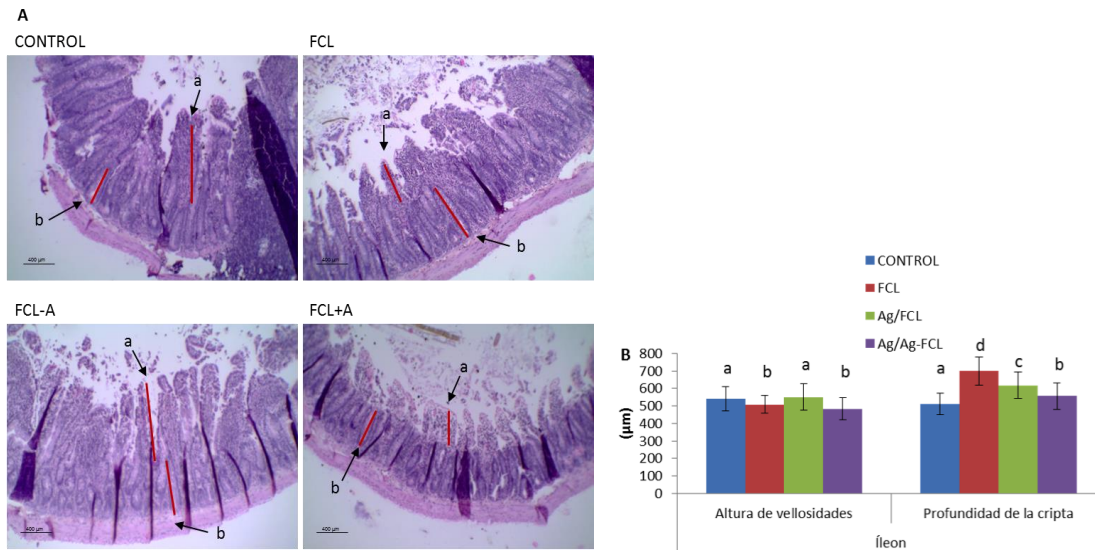 A
CONTROL
FCL
a
b
400 µm
a
b
400 µm
FCL-A
FCL+A
a
b
400 µm
a
b
400 µm
CONTROL
FCL
Ag/FCL
Ag/Ag-FCL
B
(µm)
800
700
600
500
400
300
200
100
0
a b a b
a d c b
Altura de vellosidades
Profundidad de la cripta
Íleon